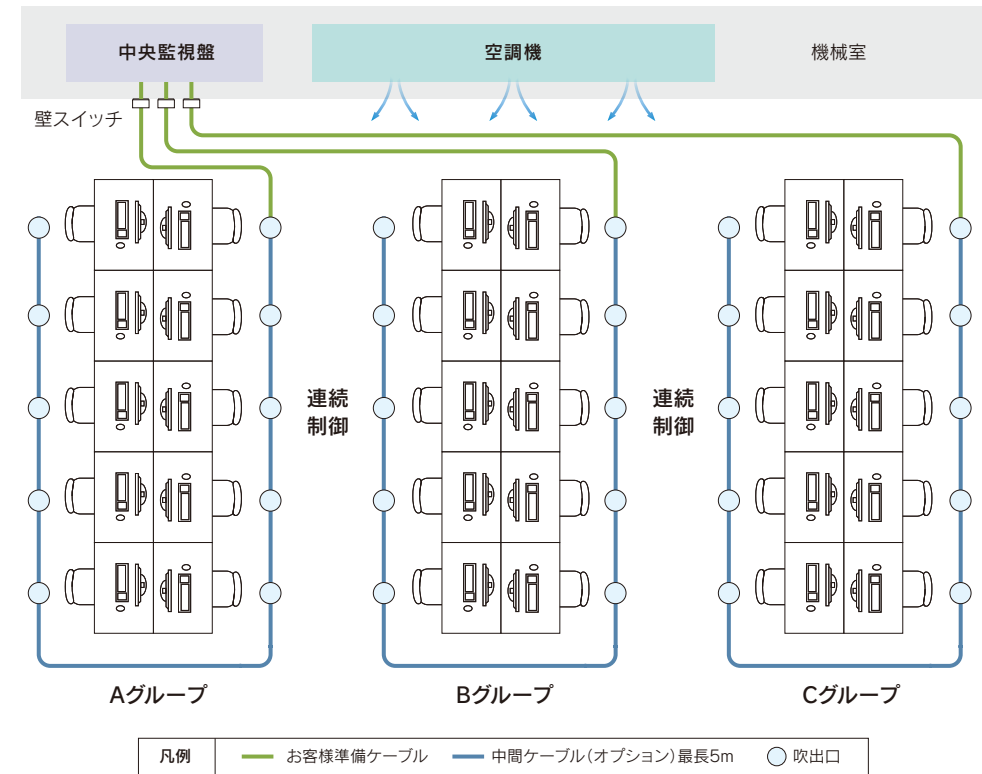 中央監視盤
空調機
機械室
壁スイッチ
連続
制御
連続
制御
Aグループ
Bグループ
Cグループ
凡例
お客様準備ケーブル
中間ケーブル(オプション)最長5m
吹出口